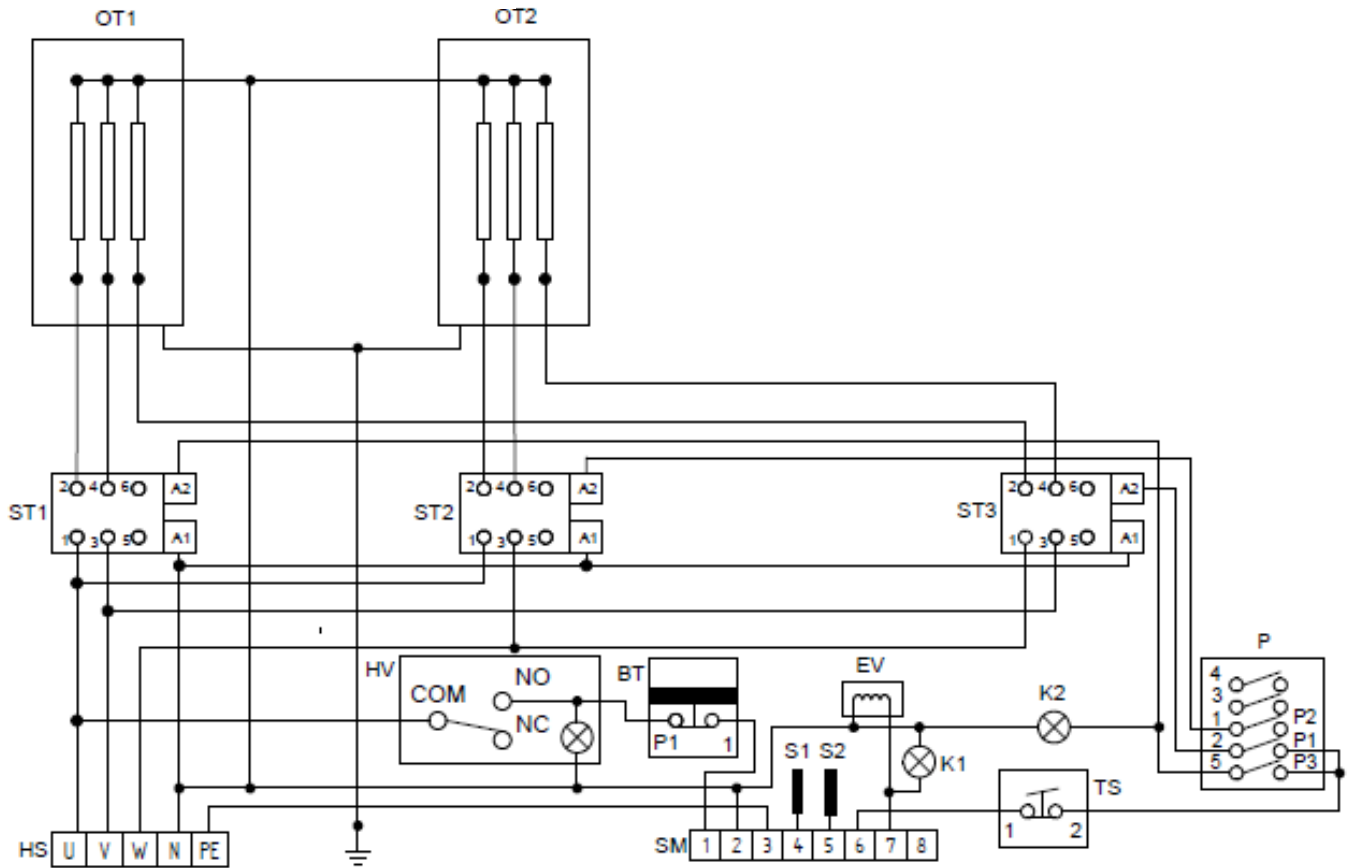 OT1 OT2
2 4 6 A2 2 4 6 A2 2 4 6 A2
ST1 ST2 ST3
1 3 5 A1 1 3 5 A1 1 3 5 A1
HV NO BT EV P
COM 4
NC K2 3
P1 1 1 P2
S1 S2 K1 2 P1
5 P3
TS
1 2
HS U V W N PE SM 1 2 3 4 5 6 7 8